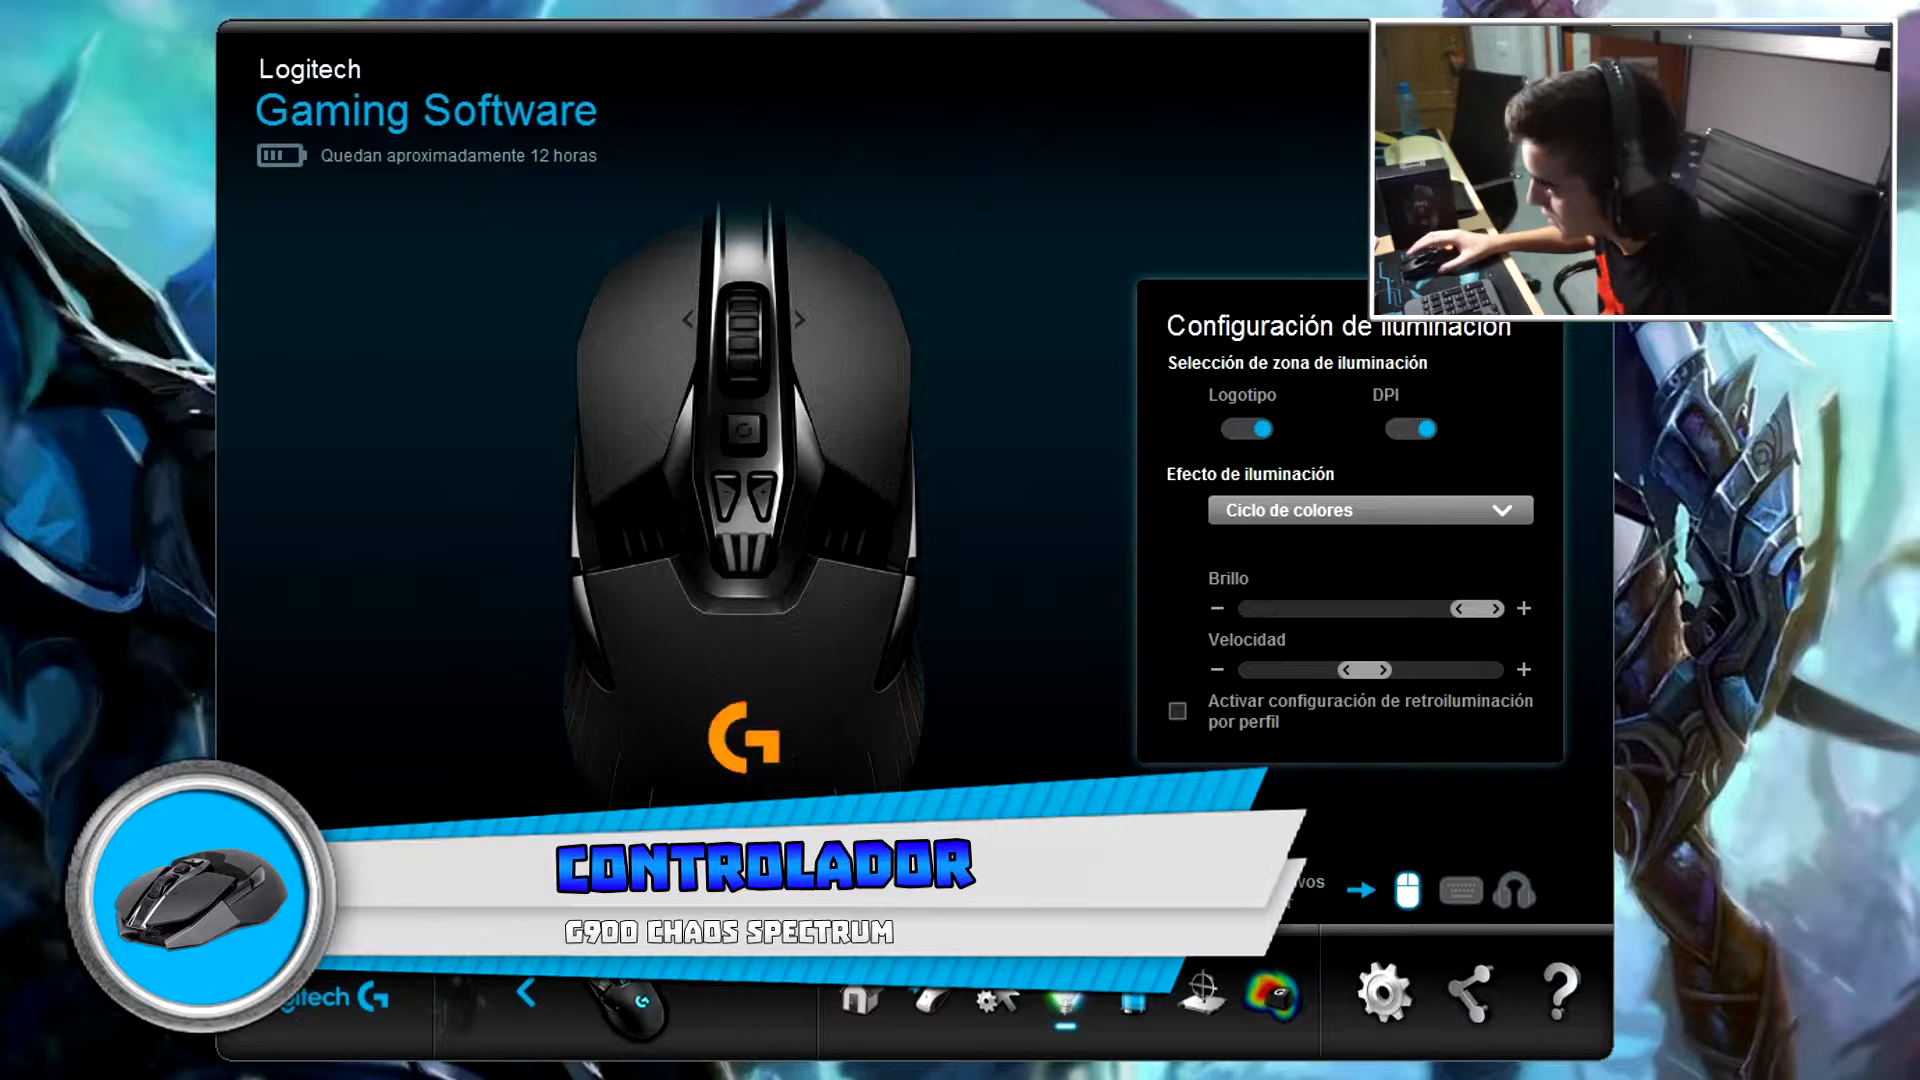 Logitech
Gaming Software
Quedan aproximadamente 12 horas
Configuración de iluminación
Selección de zona de iluminación
Logotipo DPI
Efecto de iluminación
Ciclo de colores
Brillo
Velocidad
Activar configuración de retroiluminación
por perfil
CONTROLADOR
G900 CHAOS SPECTRUM